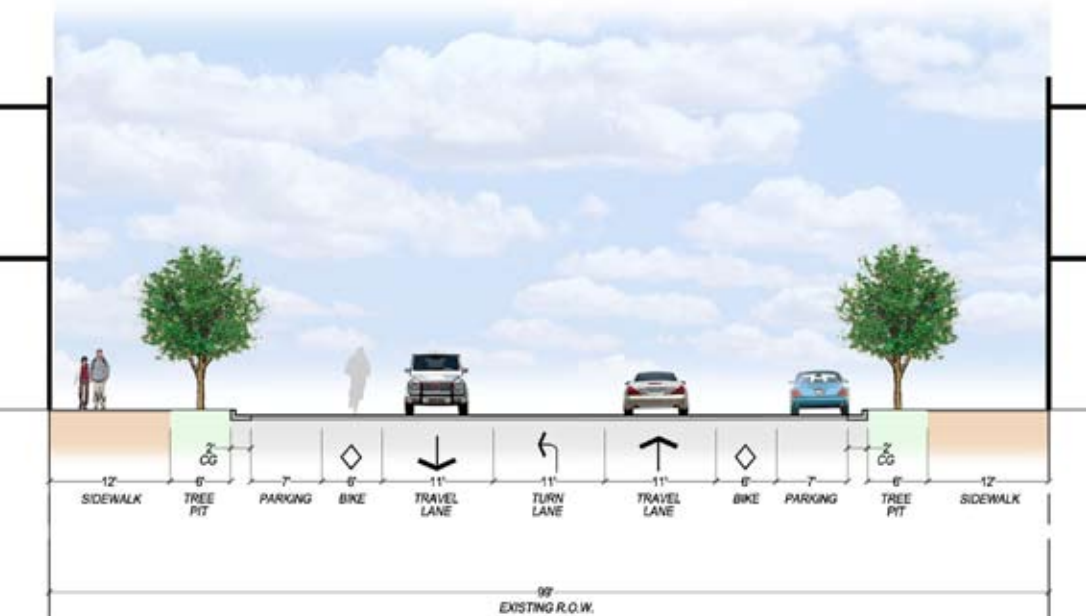 2' 2'
CG CG
12' 6' 7' 6' 11' 11' 11' 6' 7' 6' 12'
SIDEWALK TREE PARKING BIKE TRAVEL TURN TRAVEL BIKE PARKING TREE SIDEWALK
PIT LANE LANE LANE PIT
99'
EXISTING R.O.W.